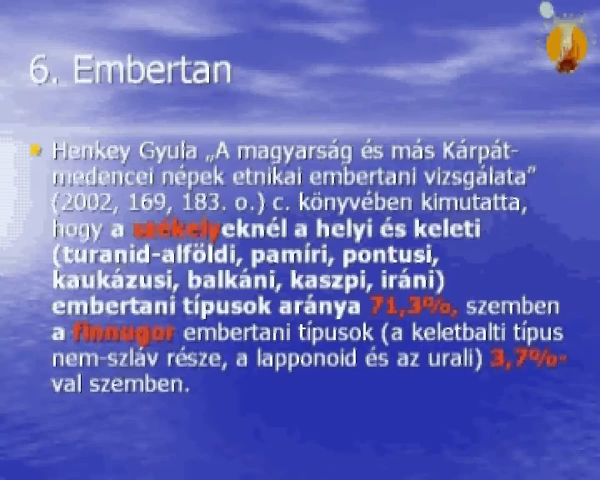 6. Embertan
Henkey Gyula „A magyarság és más Kárpát-
medencei népek etnikai embertani vizsgálata”
(2002, 169, 183. o.) c. könyvében kimutatta,
hogy a székelyeknél a helyi és keleti
(turanid-alföldi, pamíri, pontusi,
kaukázusi, balkáni, kaszpi, iráni)
embertani típusok aránya 71,3%, szemben
a finnugor embertani típusok (a keletbalti típus
nem-szláv része, a lapponoid és az urali) 3,7%-
val szemben.